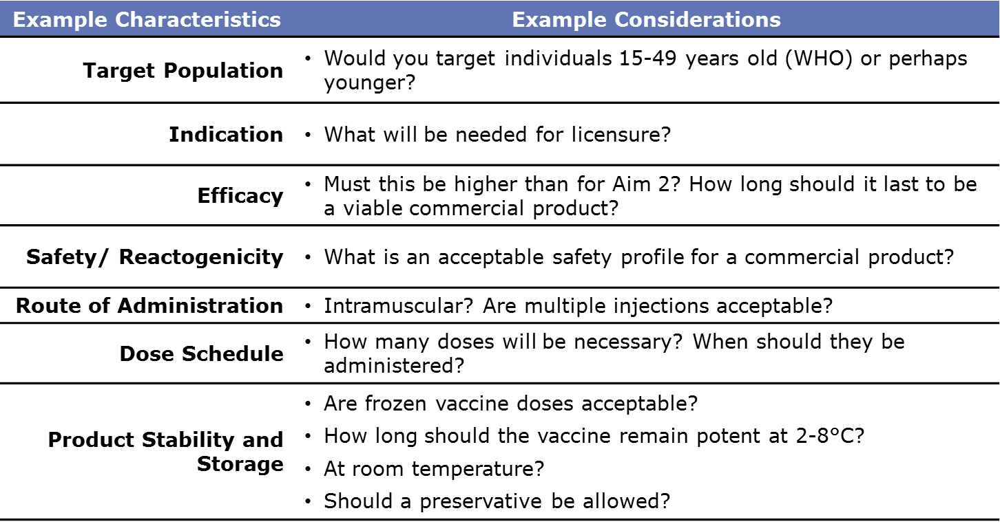 Example Characteristics Example Considerations
Target Population • Would you target individuals 15-49 years old (WHO) or perhaps
younger?
Indication • What will be needed for licensure?
Efficacy • Must this be higher than for Aim 2? How long should it last to be
a viable commercial product?
Safety/ Reactogenicity • What is an acceptable safety profile for a commercial product?
Route of Administration • Intramuscular? Are multiple injections acceptable?
Dose Schedule • How many doses will be necessary? When should they be
administered?
Product Stability and
Storage
• Are frozen vaccine doses acceptable?
• How long should the vaccine remain potent at 2-8°C?
• At room temperature?
• Should a preservative be allowed?